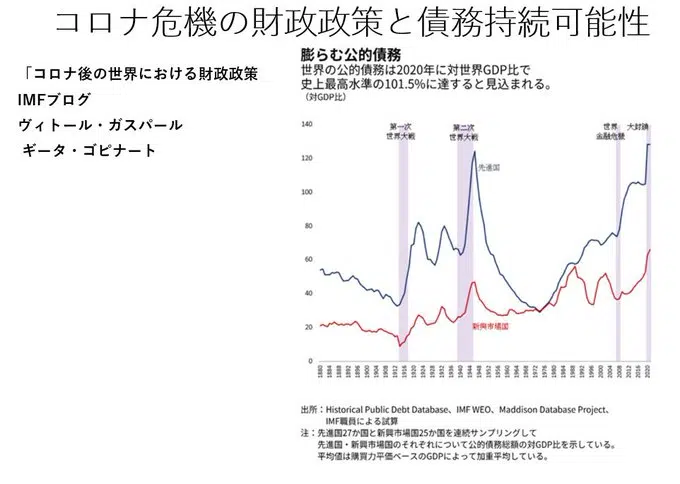 コロナ危機の財政政策と債務持続可能性
「コロナ後の世界における財政政策
IMFブログ
ヴィトール・ガスパール
ギータ・ゴピナート
膨らむ公的債務
世界の公的債務は2020年に対世界GDP比で
史上最高水準の101.5%に達すると見込まれる。
（対GDP比）
140
120
100
80
60
40
20
0
第一次
世界大戦
第二次
世界大戦
世界
金融危機
大封鎖
先進国
新興市場国
1880 1884 1888 1892 1896 1900 1904 1908 1912 1916 1920 1924 1928 1932 1936 1940 1944 1948 1952 1956 1960 1964 1968 1972 1976 1980 1984 1988 1992 1996 2000 2004 2008 2012 2016 2020
出所：Historical Public Debt Database、IMF WEO、Maddison Database Project、
IMF職員による試算
注：先進国27か国と新興市場国25か国を連続サンプリングして
先進国・新興市場国のそれぞれについて公的債務総額の対GDP比を示している。
平均値は購買力平価ベースのGDPによって加重平均している。